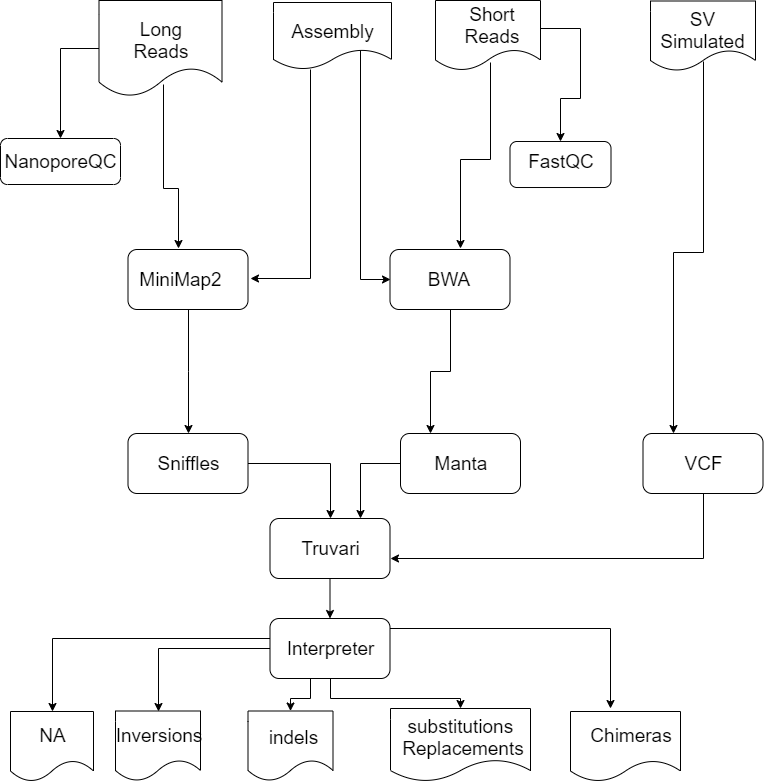 Long
Reads
Assembly
Short
Reads
SV
Simulated
NanoporeQC
FastQC
MiniMap2
BWA
Sniffles
Manta
VCF
Truvari
Interpreter
NA
Inversions
indels
substitutions
Replacements
Chimeras